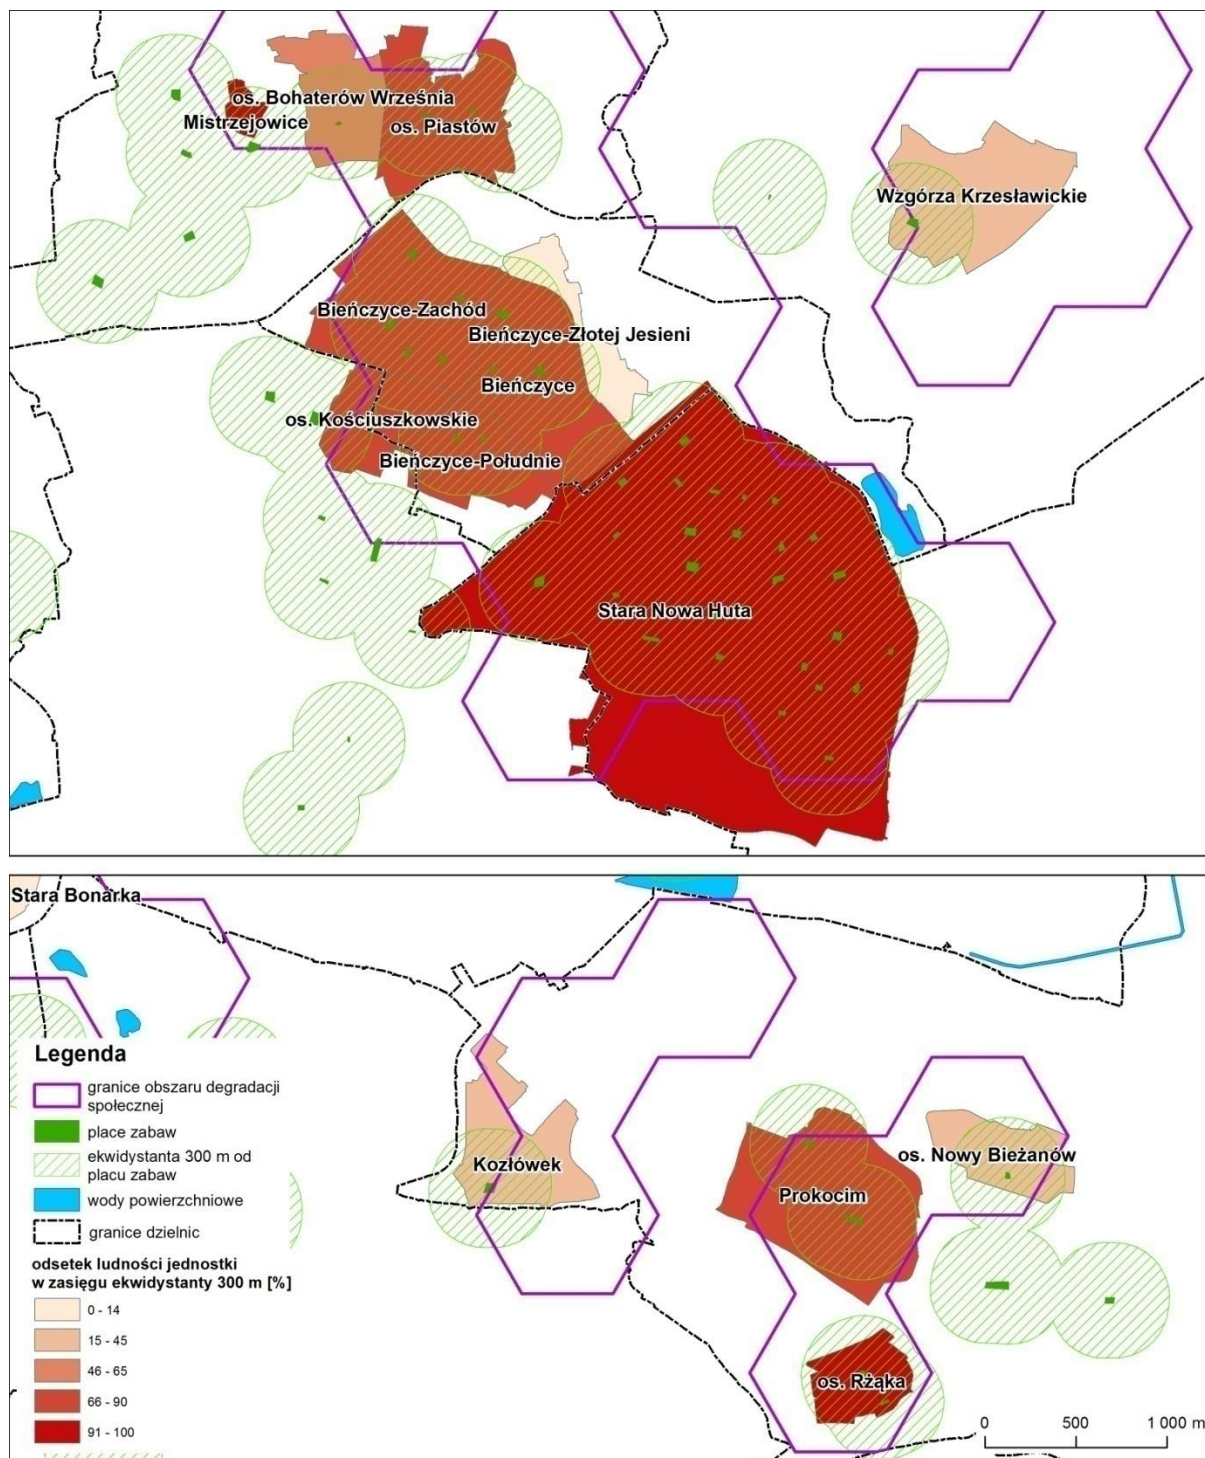 os. Bohaterów Września
Mistrzejowice
os. Piastów
Wzgórza Krzesławickie
Bieńczyce-Zachód
Bieńczyce-Złotej Jesieni
Bieńczyce
os. Kościuszkowskie
Bieńczyce-Południe
Stara Nowa Huta
Stara Bonarka
Kozłówek
os. Nowy Bieżanów
Prokocim
os. Rżąka
Legenda
granice obszaru degradacji
społecznej
place zabaw
ekwidystanta 300 m od
placu zabaw
wody powierzchniowe
granice dzielnic
odsetek ludności jednostki
w zasięgu ekwidystanty 300 m [%]
0 - 14
15 - 45
46 - 65
66 - 90
91 - 100
0 500 1 000 m